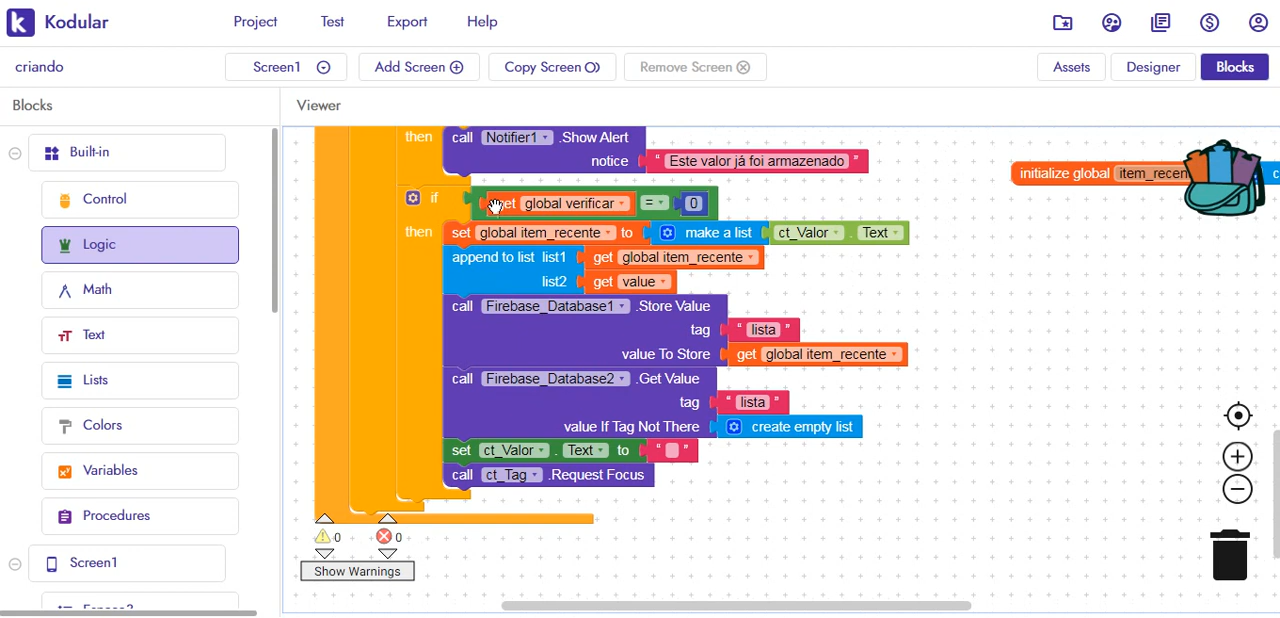 Kodular Project Test Export Help
criando Screen1 Add Screen Copy Screen Remove Screen Assets Designer Blocks
Blocks Viewer
Built-in
Control
Logic
Math
Text
Lists
Colors
Variables
Procedures
Screen1
then call Notifier1 .Show Alert
notice " Este valor já foi armazenado "
if get global verificar = 0
then set global item_recente to make a list ct_Valor . Text
append to list list1 get global item_recente
list2 get value
call Firebase_Database1 .Store Value
tag " lista "
value To Store get global item_recente
call Firebase_Database2 .Get Value
tag " lista "
value If Tag Not There create empty list
set ct_Valor . Text to " "
call ct_Tag .Request Focus
initialize global item_recen
0 0
Show Warnings